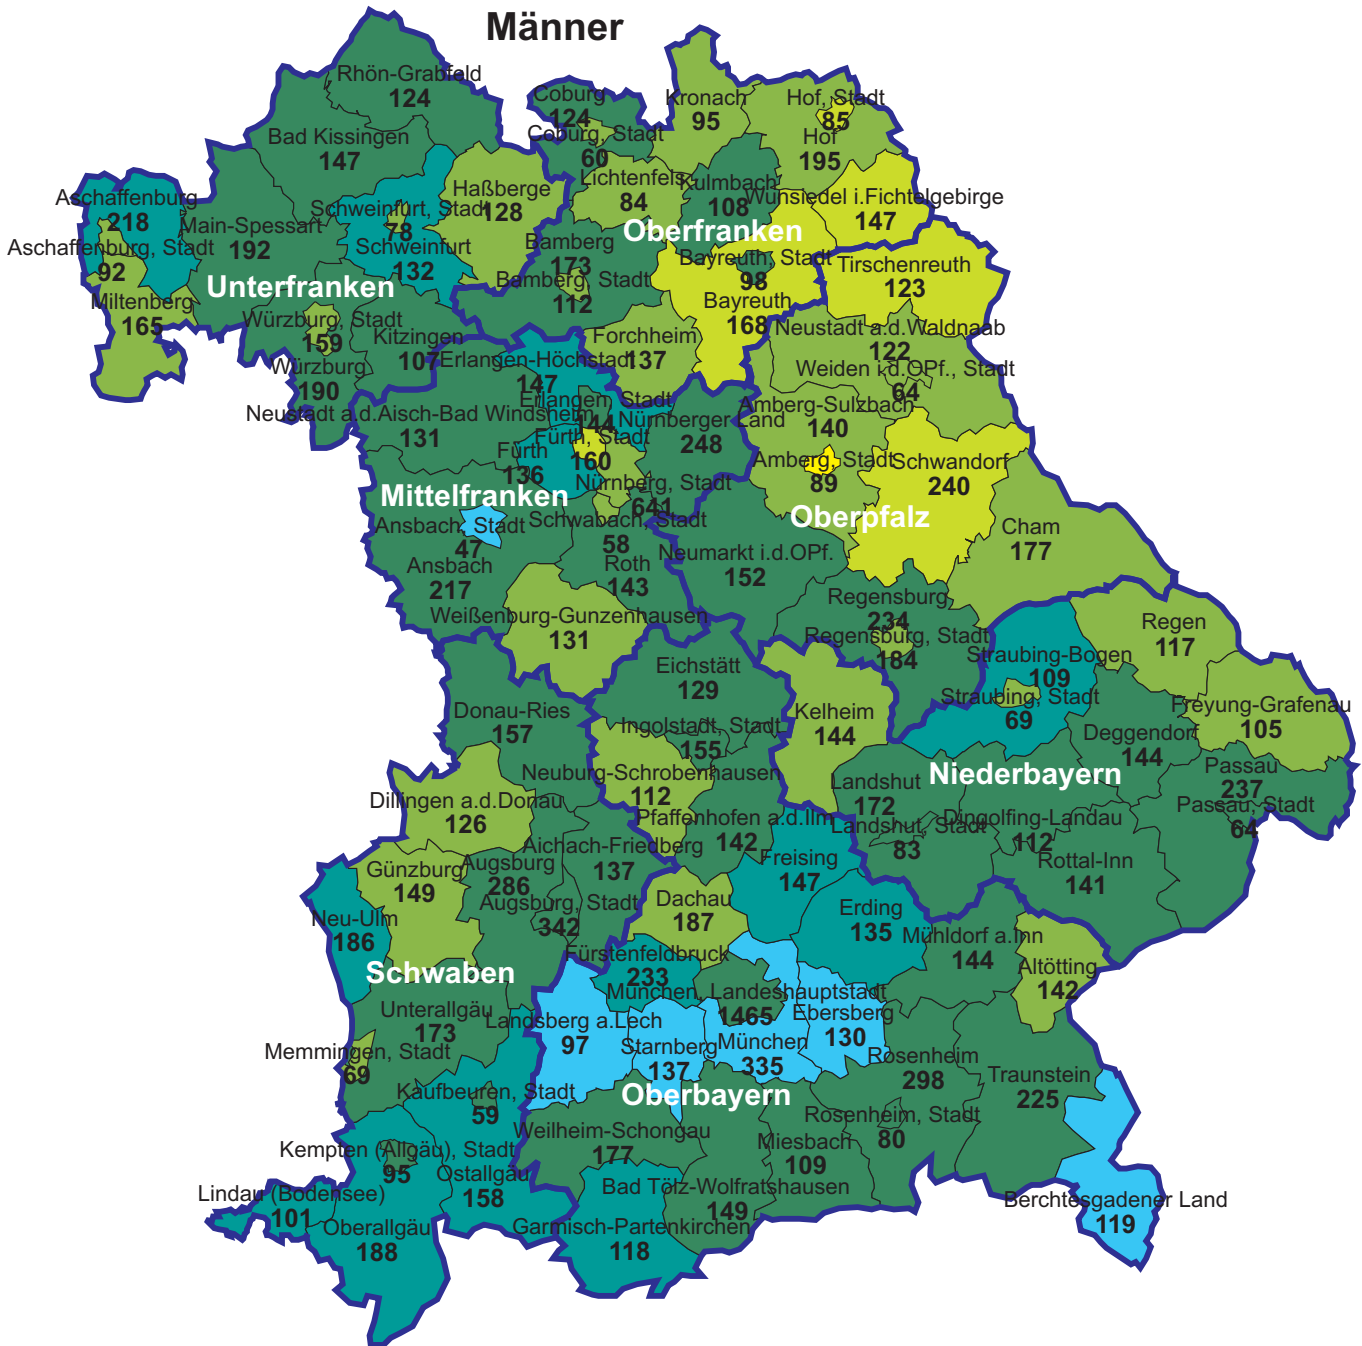 Männer
Rhön-Grabfeld
124
Coburg
124
Kronach
95
Hof, Stadt
85
Bad Kissingen
147
Coburg, Stadt
60
Hof
195
Lichtenfels
84
Kulmbach
108
Haßberge
128
Wunsiedel i.Fichtelgebirge
147
Aschaffenburg
218
Main-Spessart
192
Schweinfurt, Stadt
78
Oberfranken
Aschaffenburg, Stadt
92
Schweinfurt
132
Bamberg
173
Bayreuth, Stadt
98
Tirschenreuth
123
Unterfranken
Bamberg, Stadt
112
Miltenberg
165
Bayreuth
168
Würzburg, Stadt
159
Kitzingen
107
Forchheim
137
Neustadt a.d.Waldnaab
122
Würzburg
190
Erlangen-Höchstadt
147
Weiden i.d.OPf., Stadt
64
Neustadt a.d.Aisch-Bad Windsheim
131
Erlangen, Stadt
144
Nürnberger Land
248
Amberg-Sulzbach
140
Fürth
136
Fürth, Stadt
160
Amberg, Stadt
89
Schwandorf
240
Nürnberg, Stadt
641
Mittelfranken
Oberpfalz
Ansbach, Stadt
47
Schwabach, Stadt
58
Cham
177
Ansbach
217
Roth
143
Neumarkt i.d.OPf.
152
Regensburg
234
Weißenburg-Gunzenhausen
131
Regensburg, Stadt
184
Regen
117
Eichstätt
129
Straubing-Bogen
109
Straubing, Stadt
69
Freyung-Grafenau
105
Donau-Ries
157
Ingolstadt, Stadt
155
Kelheim
144
Deggendorf
144
Neuburg-Schrobenhausen
112
Landshut
172
Niederbayern
Passau
237
Dillingen a.d.Donau
126
Pfaffenhofen a.d.Ilm
142
Landshut, Stadt
83
Dingolfing-Landau
112
Passau, Stadt
64
Aichach-Friedberg
137
Günzburg
149
Augsburg
286
Freising
147
Rottal-Inn
141
Augsburg, Stadt
342
Dachau
187
Erding
135
Neu-Ulm
186
Mühldorf a.Inn
144
Fürstenfeldbruck
233
Altötting
142
Schwaben
München, Landeshauptstadt
1465
Unterallgäu
173
Landsberg a.Lech
97
Ebersberg
130
Starnberg
137
München
335
Memmingen, Stadt
69
Rosenheim
298
Traunstein
225
Kaufbeuren, Stadt
59
Oberbayern
Rosenheim, Stadt
80
Weilheim-Schongau
177
Miesbach
109
Kempten (Allgäu), Stadt
95
Ostallgäu
158
Bad Tölz-Wolfratshausen
149
Lindau (Bodensee)
101
Berchtesgadener Land
119
Oberallgäu
188
Garmisch-Partenkirchen
118